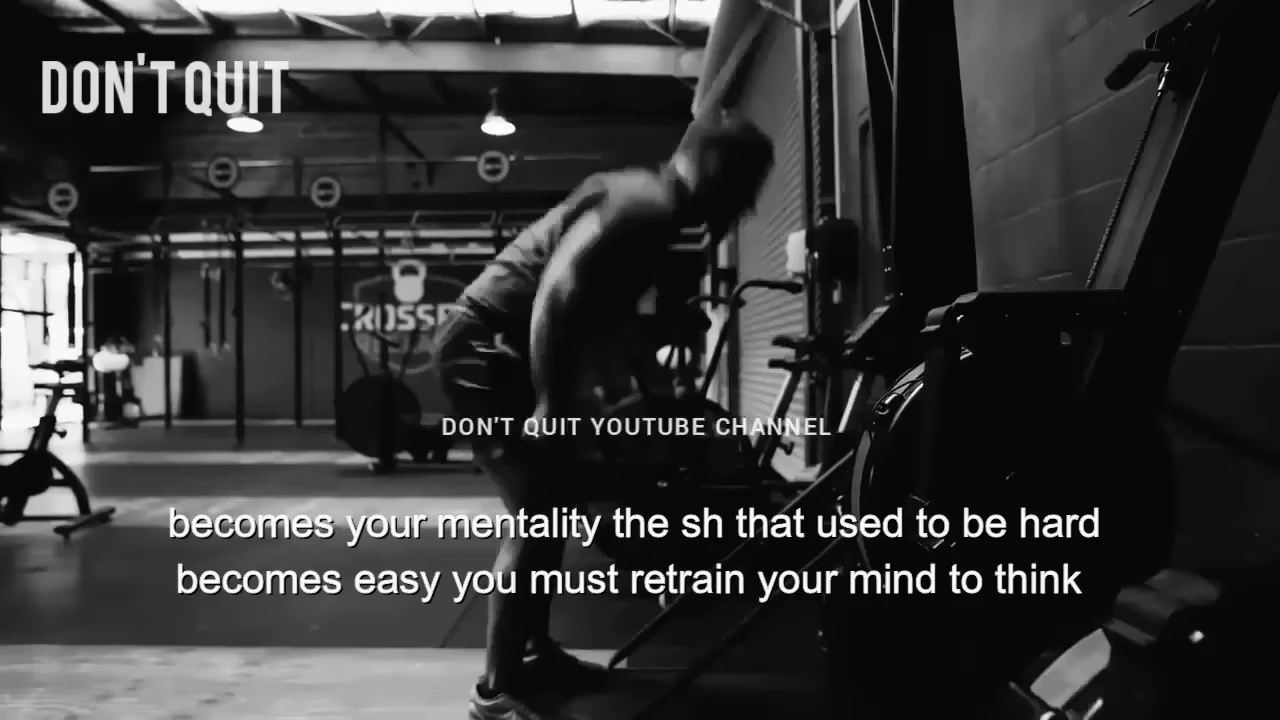 DON'T QUIT
CROSSF
DON'T QUIT YOUTUBE CHANNEL
becomes your mentality the sh that used to be hard
becomes easy you must retrain your mind to think